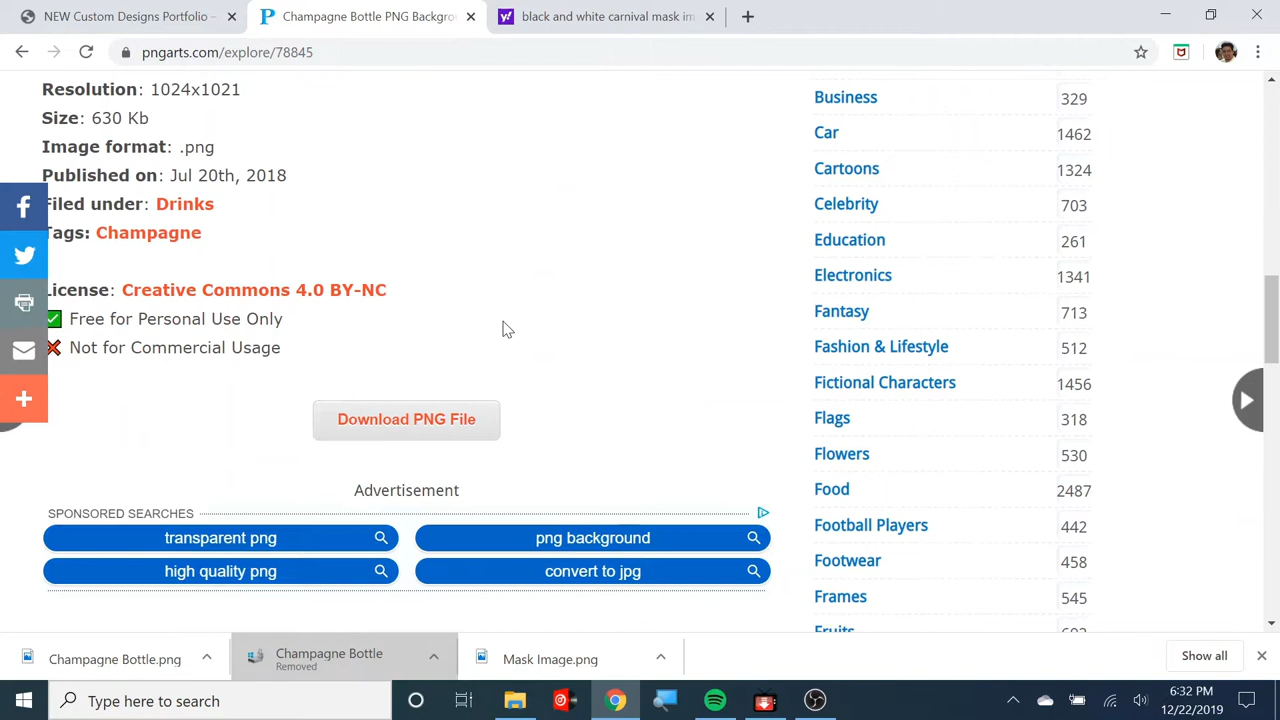 NEW Custom Designs Portfolio –
Champagne Bottle PNG Backgro
black and white carnival mask im
pngarts.com/explore/78845
Resolution: 1024x1021
Size: 630 Kb
Image format: .png
Published on: Jul 20th, 2018
Filed under: Drinks
Tags: Champagne
License: Creative Commons 4.0 BY-NC
Free for Personal Use Only
Not for Commercial Usage
Download PNG File
Advertisement
SPONSORED SEARCHES
transparent png
png background
high quality png
convert to jpg
Business 329
Car 1462
Cartoons 1324
Celebrity 703
Education 261
Electronics 1341
Fantasy 713
Fashion & Lifestyle 512
Fictional Characters 1456
Flags 318
Flowers 530
Food 2487
Football Players 442
Footwear 458
Frames 545
Fruits
Champagne Bottle.png
Champagne Bottle
Removed
Mask Image.png
Show all
Type here to search
6:32 PM
12/22/2019